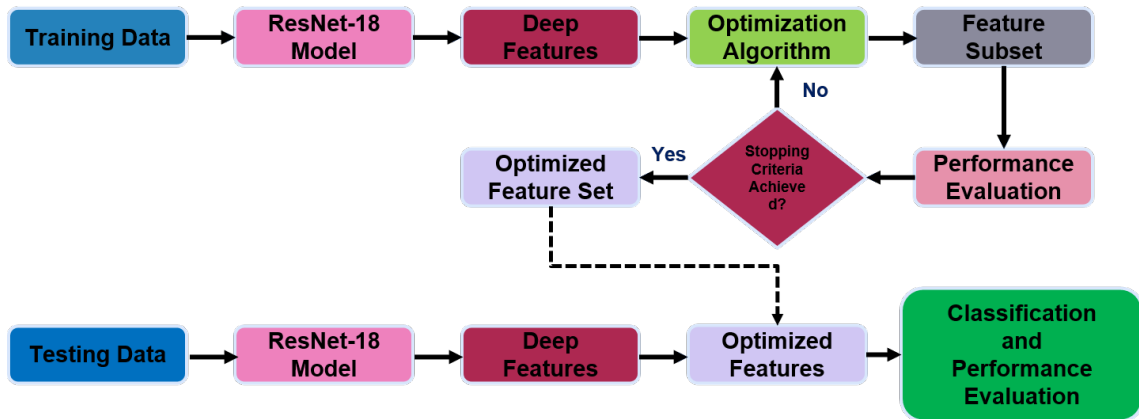 Training Data
ResNet-18
Model
Deep
Features
Optimization
Algorithm
Feature
Subset
No
Yes
Optimized
Feature Set
Stopping
Criteria
Achieve
d?
Performance
Evaluation
Testing Data
ResNet-18
Model
Deep
Features
Optimized
Features
Classification
and
Performance
Evaluation